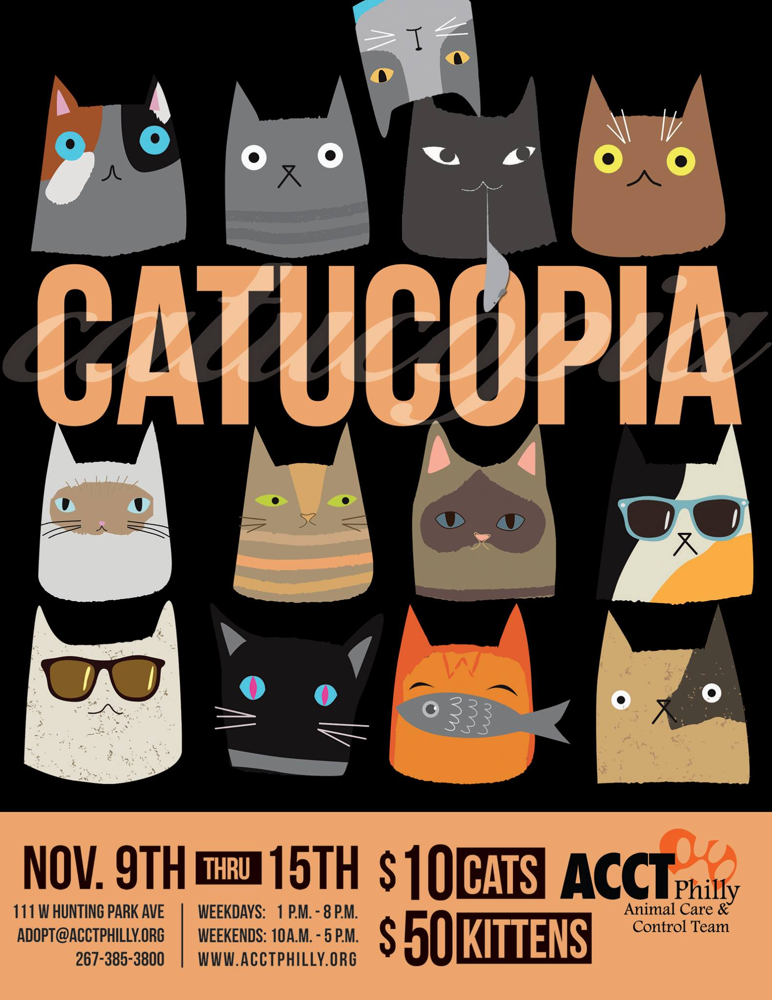 CATUCOPIA
catucopia
NOV. 9TH THRU 15TH
111 W HUNTING PARK AVE
ADOPT@ACCTPHILLY.ORG
267-385-3800
WEEKDAYS: 1 P.M. - 8 P.M.
WEEKENDS: 10A.M. - 5 P.M.
WWW.ACCTPHILLY.ORG
$10 CATS
$50 KITTENS
ACCT Philly
Animal Care &
Control Team